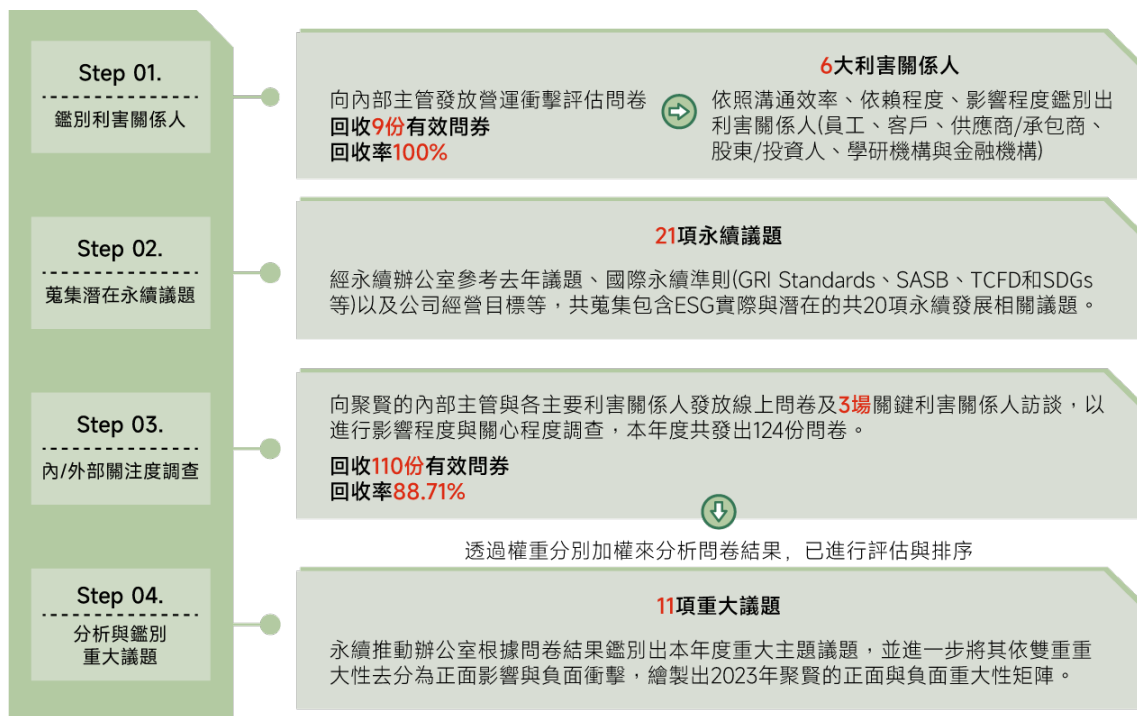 Step 01.
鑑別利害關係人
向內部主管發放營運衝擊評估問卷
回收9份有效問券
回收率100%
6大利害關係人
依照溝通效率、依賴程度、影響程度鑑別出
利害關係人(員工、客戶、供應商/承包商、
股東/投資人、學研機構與金融機構)
Step 02.
蒐集潛在永續議題
21項永續議題
經永續辦公室參考去年議題、國際永續準則(GRI Standards、SASB、TCFD和SDGs
等)以及公司經營目標等，共蒐集包含ESG實際與潛在的共20項永續發展相關議題。
Step 03.
內/外部關注度調查
向聚賢的內部主管與各主要利害關係人發放線上問卷及3場關鍵利害關係人訪談，以
進行影響程度與關心程度調查，本年度共發出124份問卷。
回收110份有效問券
回收率88.71%
透過權重分別加權來分析問卷結果，已進行評估與排序
Step 04.
分析與鑑別
重大議題
11項重大議題
永續推動辦公室根據問卷結果鑑別出本年度重大主題議題，並進一步將其依雙重重
大性去分為正面影響與負面衝擊，繪製出2023年聚賢的正面與負面重大性矩陣。